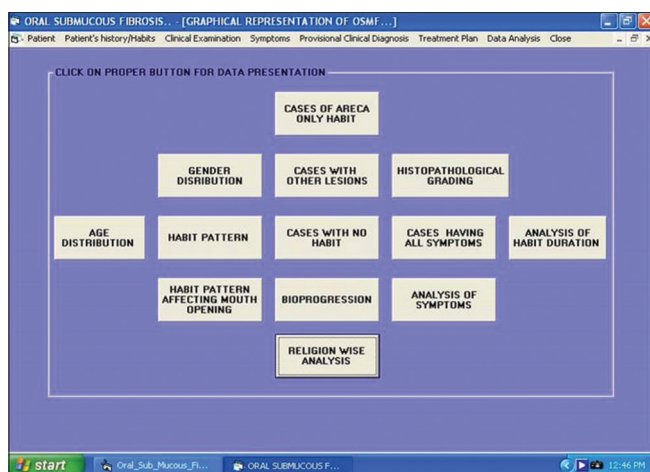 ORAL SUBMUCOUS FIBROSIS.. - [GRAPHICAL REPRESENTATION OF OSMF...]
Patient Patient's history/Habits Clinical Examination Symptoms Provisional Clinical Diagnosis Treatment Plan Data Analysis Close
CLICK ON PROPER BUTTON FOR DATA PRESENTATION
CASES OF ARECA
ONLY HABIT
GENDER
DISRIBUTION
CASES WITH
OTHER LESIONS
HISTOPATHOLOGICAL
GRADING
AGE
DISTRIBUTION
HABIT PATTERN
CASES WITH NO
HABIT
CASES HAVING
ALL SYMPTOMS
ANALYSIS OF
HABIT DURATION
HABIT PATTERN
AFFECTING MOUTH
OPENING
BIOPROGRESSION
ANALYSIS OF
SYMPTOMS
RELIGION WISE
ANALYSIS
start Oral_Sub_Mucous_Fi... ORAL SUBMUCOUS F... 12:46 PM